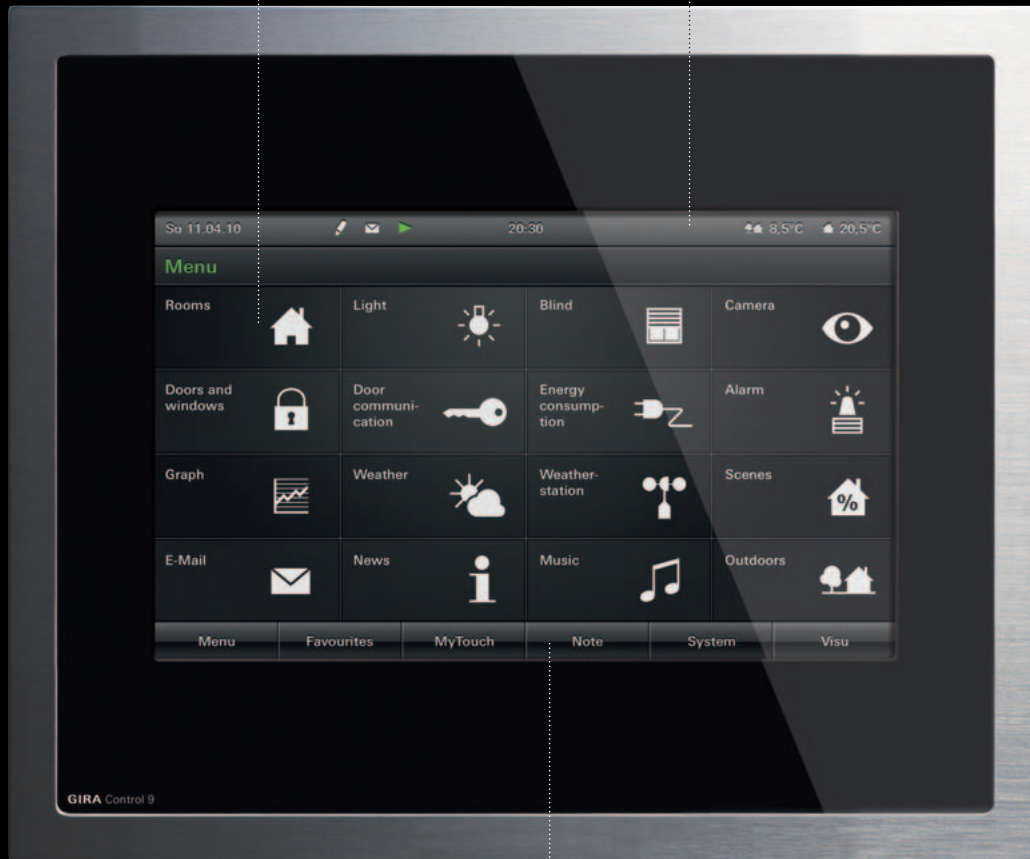 Su 11.04.10 20:30 8,5°C 20,5°C
Menu
Rooms
Light
Blind
Camera
Doors and
windows
Door
communi-
cation
Energy
consump-
tion
Alarm
Graph
Weather
Weather-
station
Scenes
%
E-Mail
News
Music
Outdoors
Menu Favourites MyTouch Note System Visu
GIRA Control 9